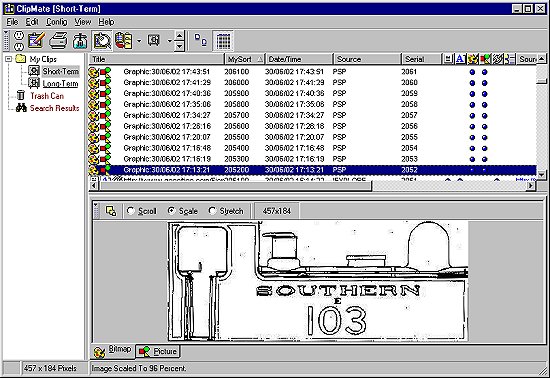 ClipMate [Short-Term]
File Edit Config View Help
My Clips
Short-Term
Long-Term
Trash Can
Search Results
Title MySort Date/Time Source Serial
Graphic:30/06/02 17:43:51 206100 30/06/02 17:43:51 PSP 2061
Graphic:30/06/02 17:41:29 206000 30/06/02 17:41:29 PSP 2060
Graphic:30/06/02 17:36:40 205900 30/06/02 17:36:40 PSP 2059
Graphic:30/06/02 17:35:08 205800 30/06/02 17:35:08 PSP 2058
Graphic:30/06/02 17:34:27 205700 30/06/02 17:34:27 PSP 2057
Graphic:30/06/02 17:28:16 205600 30/06/02 17:28:16 PSP 2056
Graphic:30/06/02 17:20:07 205500 30/06/02 17:20:07 PSP 2055
Graphic:30/06/02 17:16:48 205400 30/06/02 17:16:48 PSP 2054
Graphic:30/06/02 17:16:19 205300 30/06/02 17:16:19 PSP 2053
Graphic:30/06/02 17:13:21 205200 30/06/02 17:13:21 PSP 2052
Scroll Scale Stretch 457x184
SOUTHERN
E
103
Bitmap Picture
457 x 184 Pixels Image Scaled To 96 Percent.